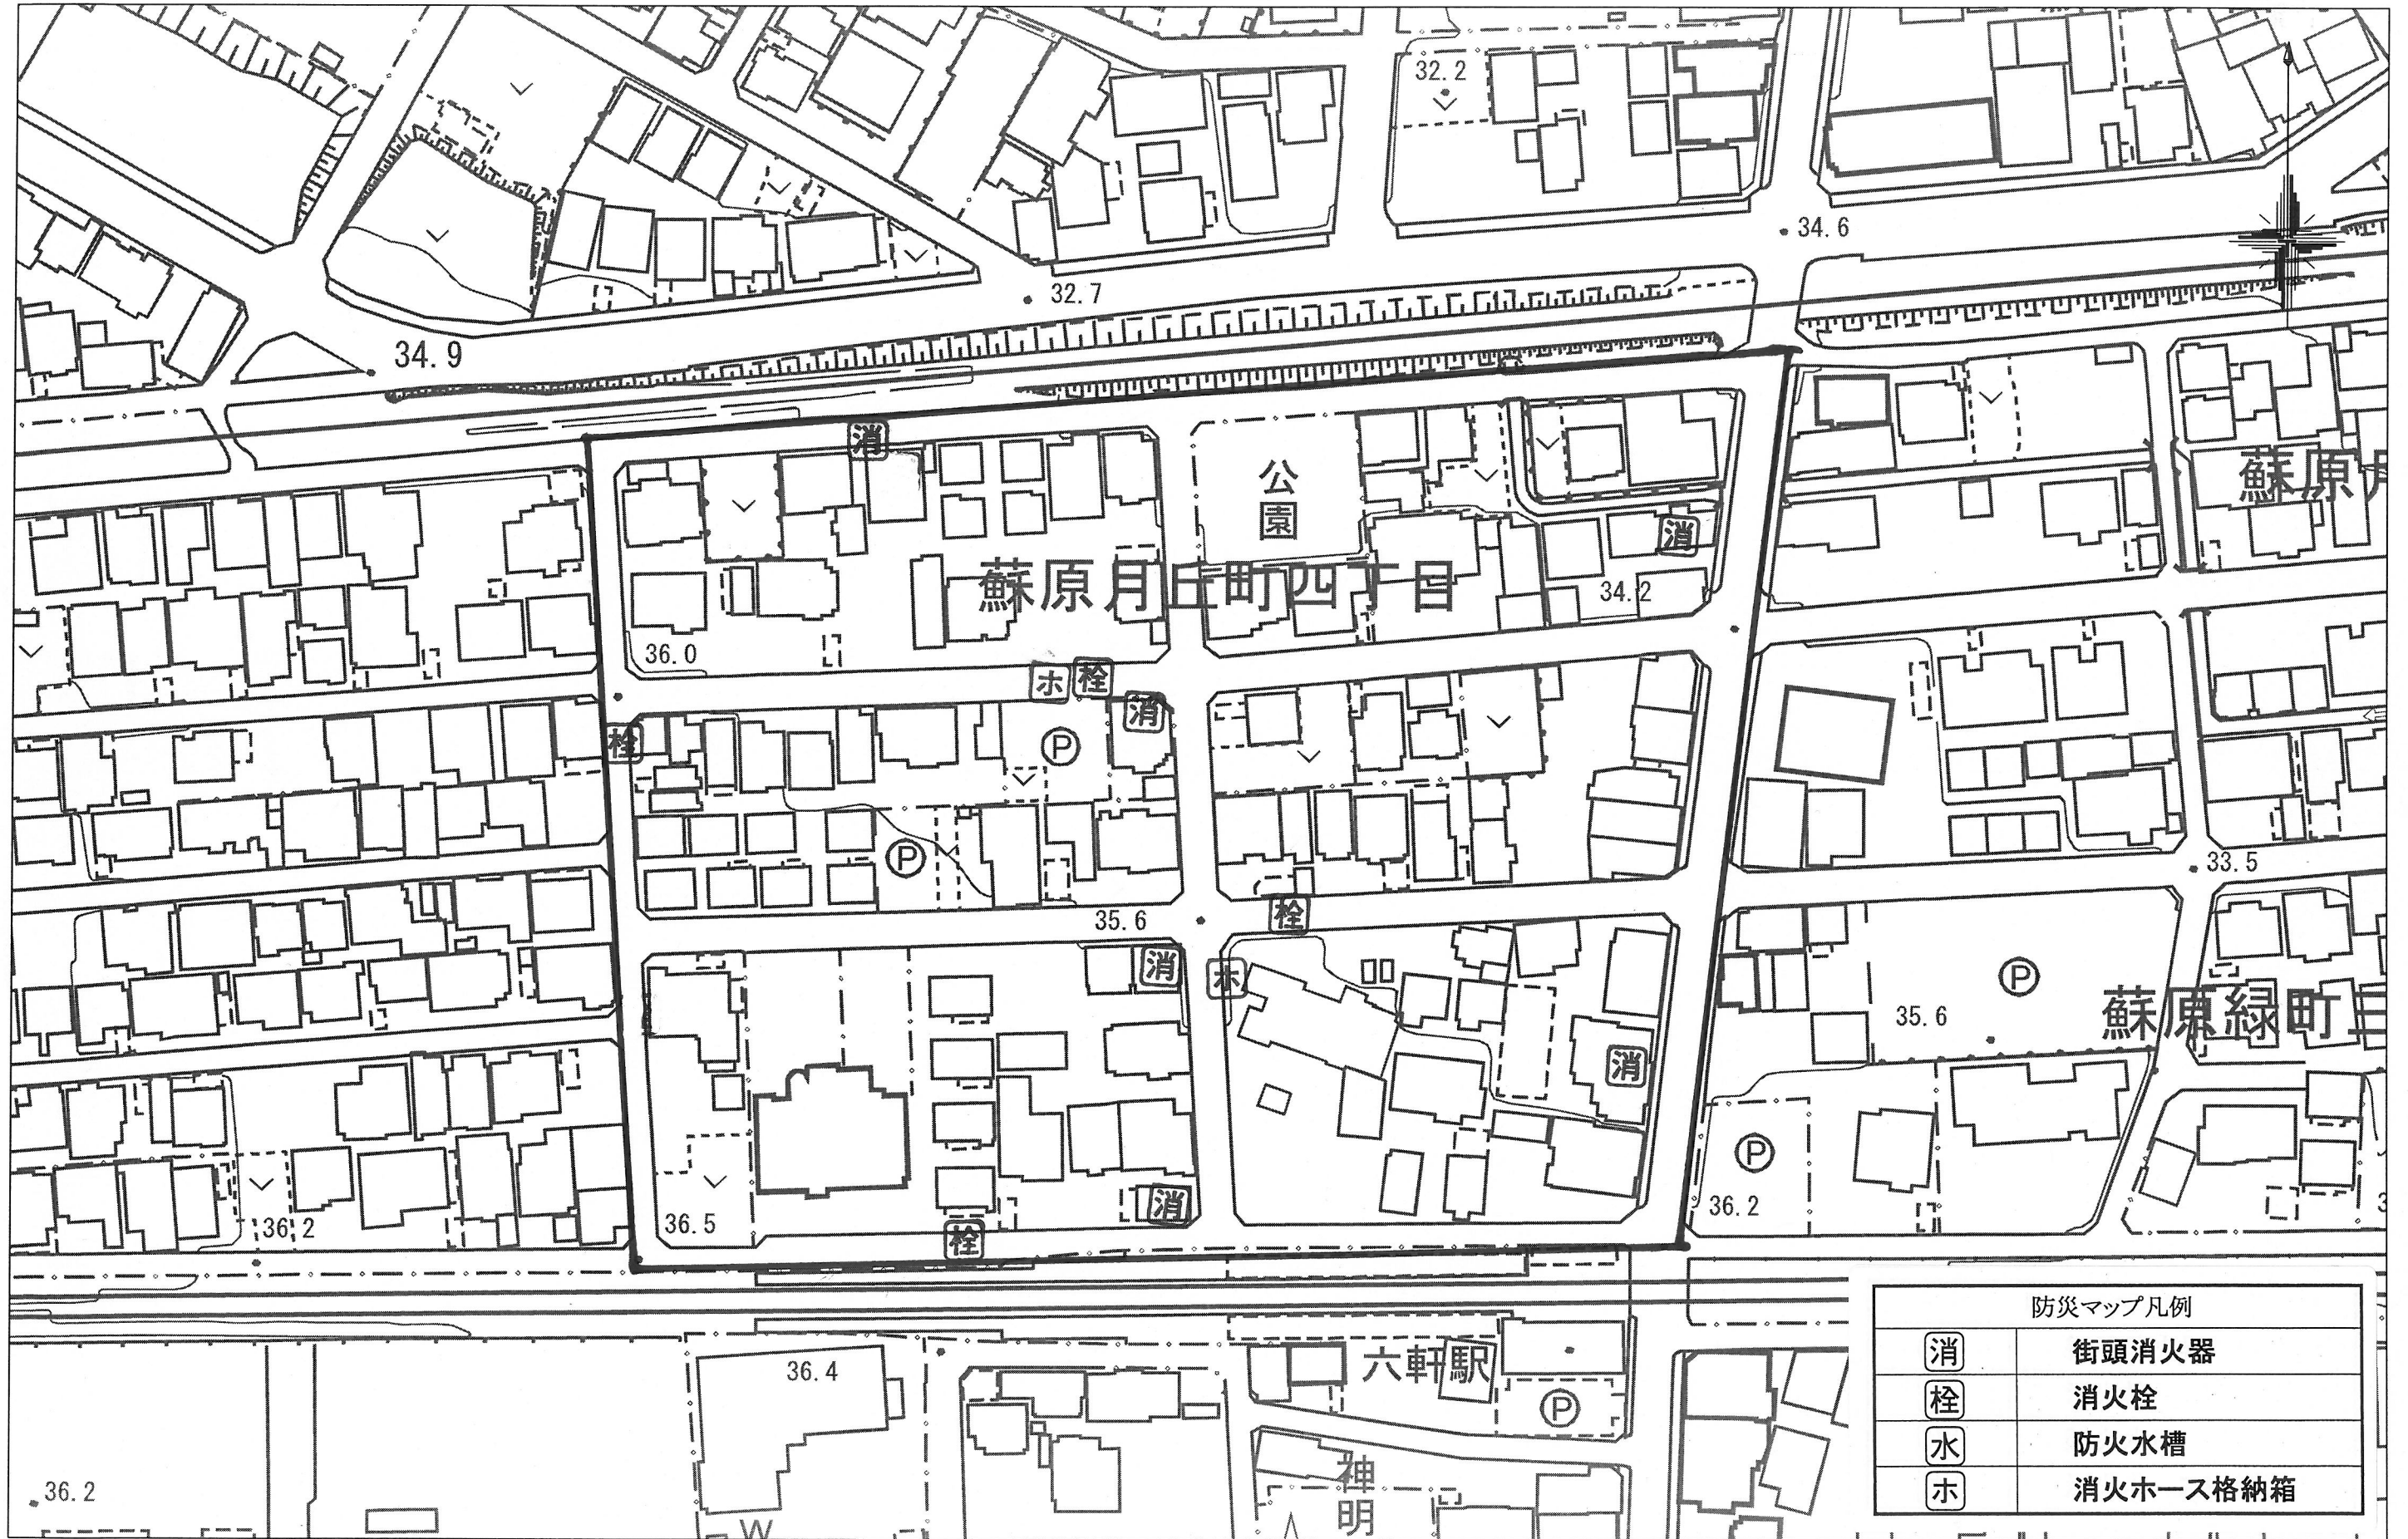 32.2
34.6
32.7
34.9
消
公園
蘇原月
消
蘇原月丘町四丁目
34.2
36.0
ホ
栓
消
栓
P
P
33.5
35.6
栓
消
ホ
P
35.6
蘇原緑町三
消
P
36.2
消
36.2
36.5
栓
六軒駅
36.4
P
36.2
神明
W
防災マップ凡例
消 街頭消火器
栓 消火栓
水 防火水槽
ホ 消火ホース格納箱